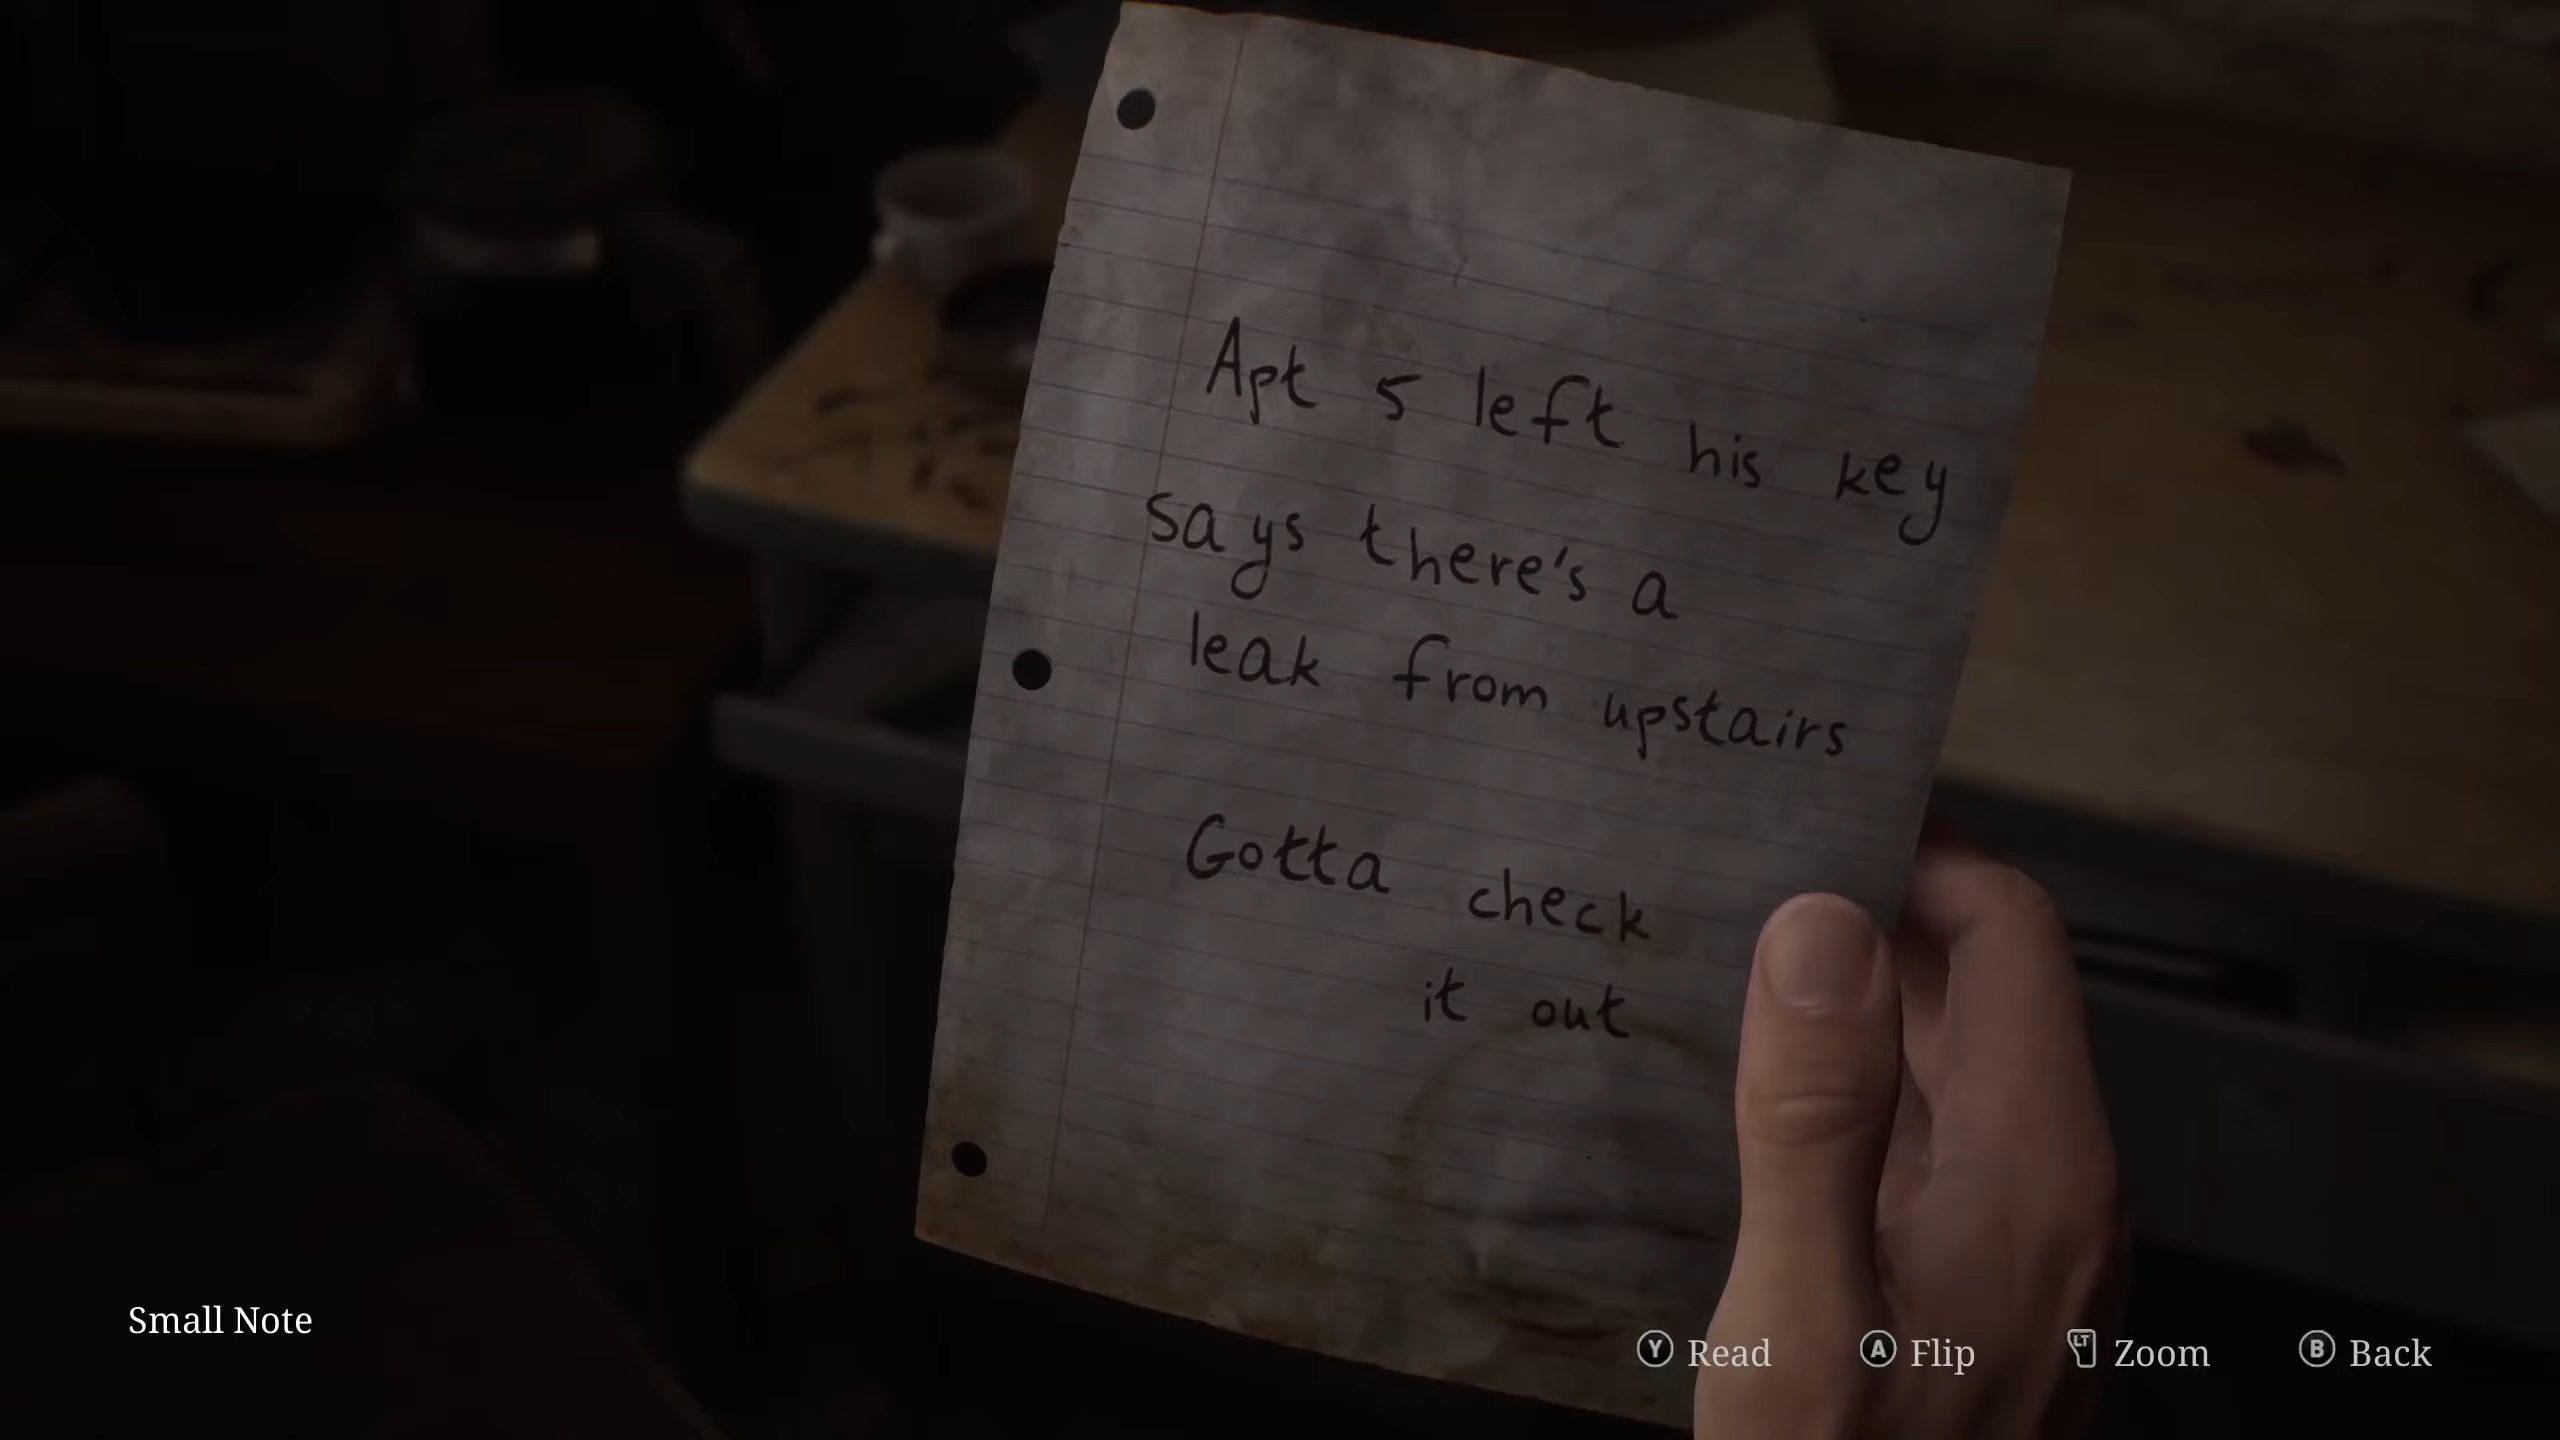 Apt 5 left his key
says there's a
leak from upstairs
Gotta check
it out
Small Note
Y Read A Flip LT Zoom B Back